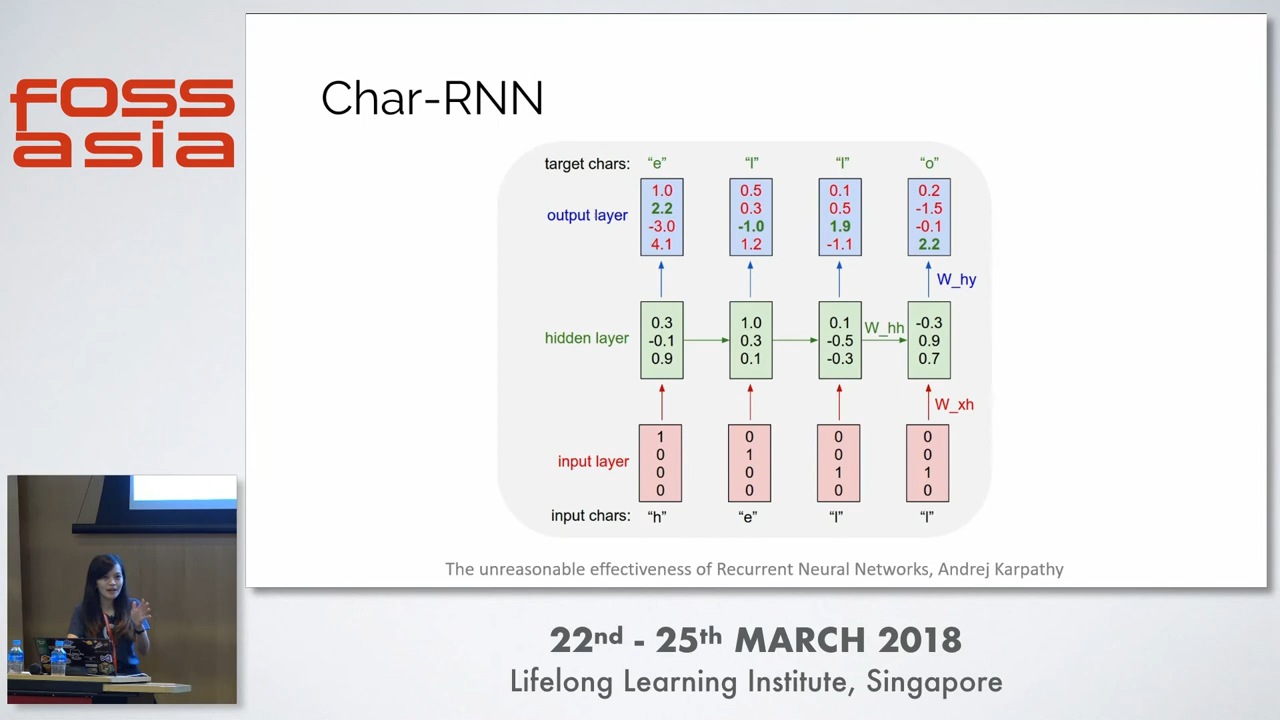 FOSS
asia
Char-RNN
target chars: “e” “l” “l” “o”
output layer
1.0 0.5 0.1 0.2
2.2 0.3 0.5 -1.5
-3.0 -1.0 1.9 -0.1
4.1 1.2 -1.1 2.2
W_hy
hidden layer
0.3 1.0 0.1 -0.3
-0.1 0.3 -0.5 0.9
0.9 0.1 -0.3 0.7
W_hh
W_xh
input layer
1 0 0 0
0 1 0 0
0 0 1 1
0 0 0 0
input chars: “h” “e” “l” “l”
The unreasonable effectiveness of Recurrent Neural Networks, Andrej Karpathy
22nd - 25th MARCH 2018
Lifelong Learning Institute, Singapore